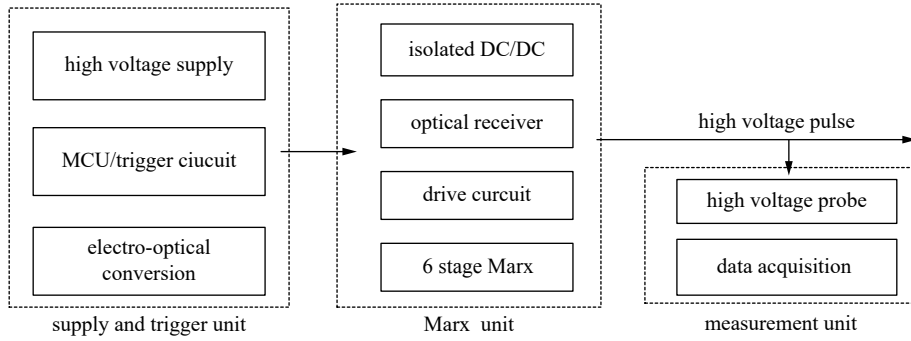 high voltage supply
MCU/trigger ciucuit
electro-optical
conversion
supply and trigger unit
isolated DC/DC
optical receiver
drive curcuit
6 stage Marx
Marx unit
high voltage pulse
high voltage probe
data acquisition
measurement unit